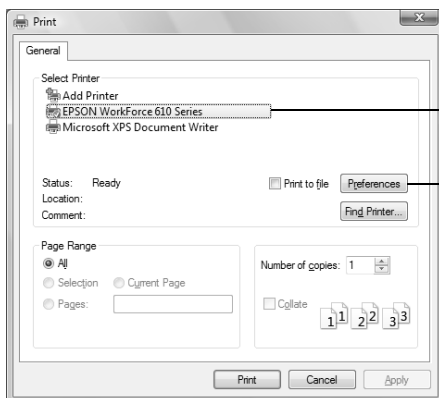 Print
General
Select Printer
Add Printer
EPSON WorkForce 610 Series
Microsoft XPS Document Writer
Status: Ready
Print to file
Preferences
Location:
Comment:
Find Printer...
Page Range
All
Selection
Current Page
Pages:
Number of copies: 1
Collate
1 1 2 2 3 3
Print
Cancel
Apply